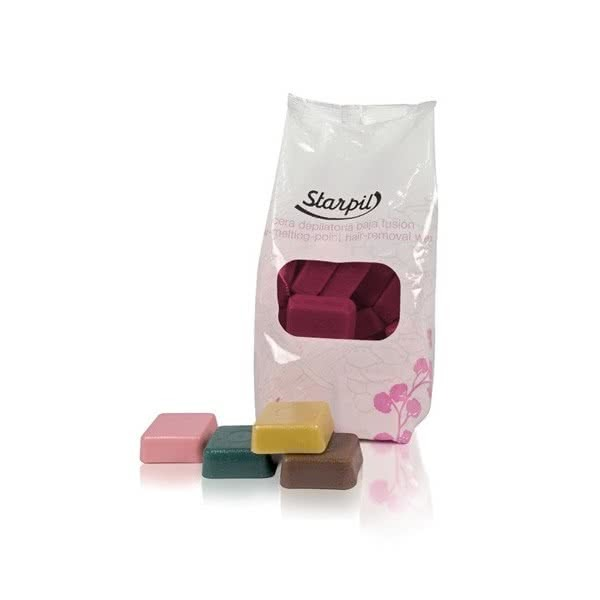 Starpil
cera depilatoria baja fusión
-melting-point hair-removal wax